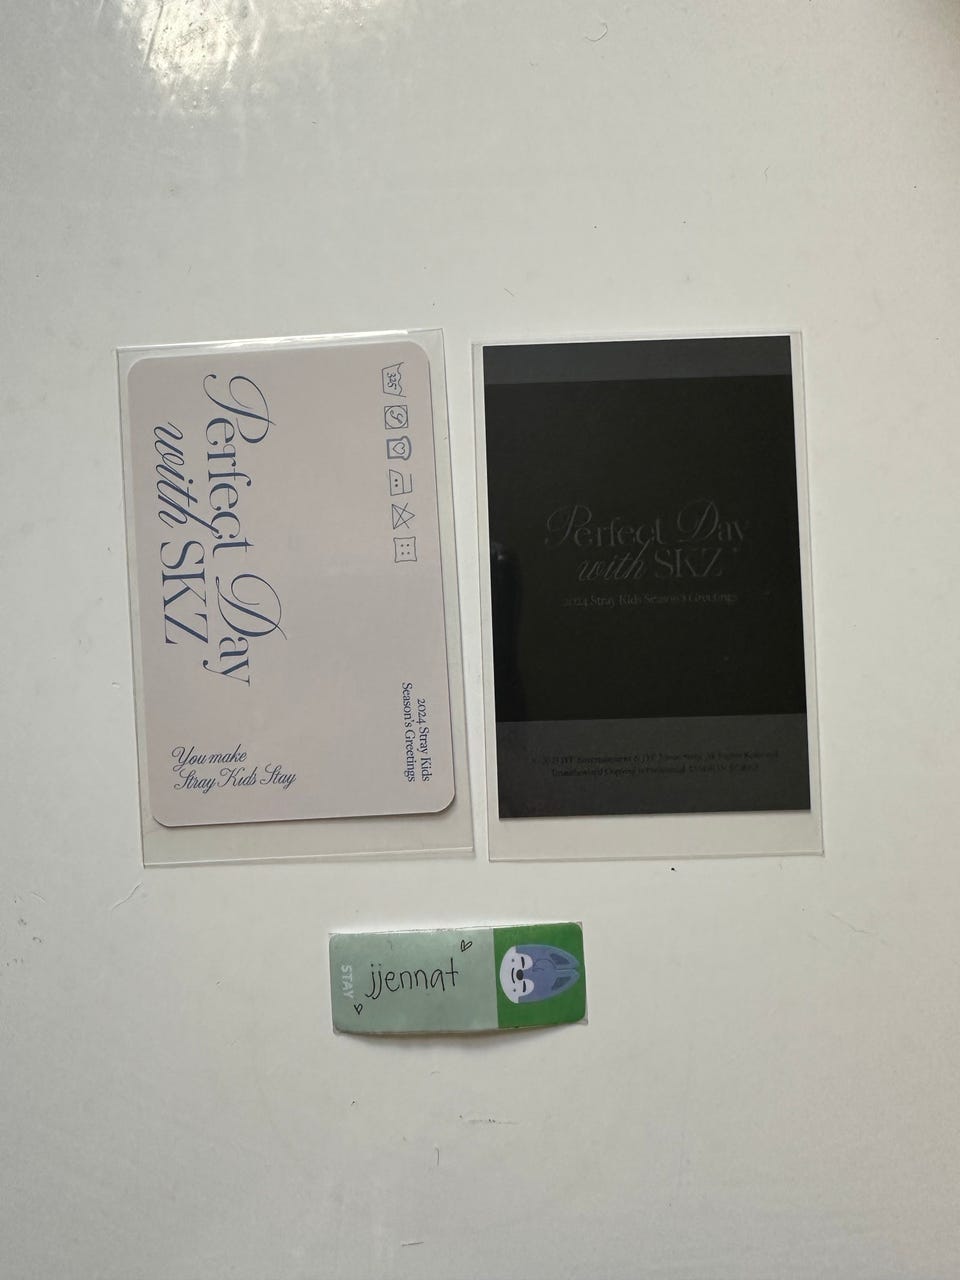 Perfect Day
with SKZ
2024 Stray Kids
Season's Greetings
You make
Stray Kids Stay
Perfect Day
with SKZ
2024 Stray Kids Season's Greetings
STAY
jjennat